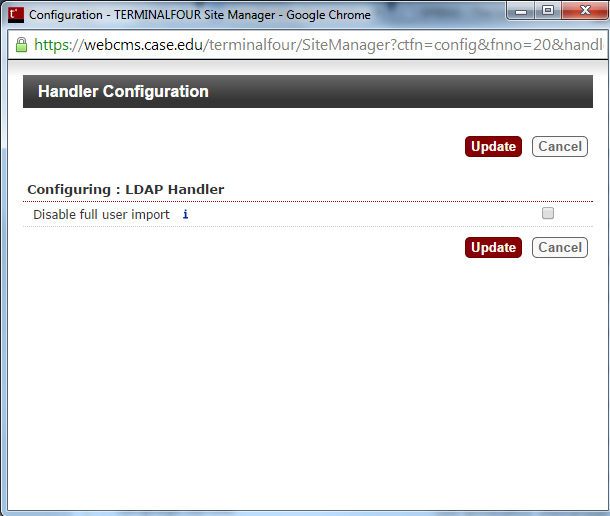 Configuration - TERMINALFOUR Site Manager - Google Chrome
https://webcms.case.edu/terminalfour/SiteManager?ctfn=config&fnno=20&handl
Handler Configuration
Update Cancel
Configuring : LDAP Handler
Disable full user import i
Update Cancel